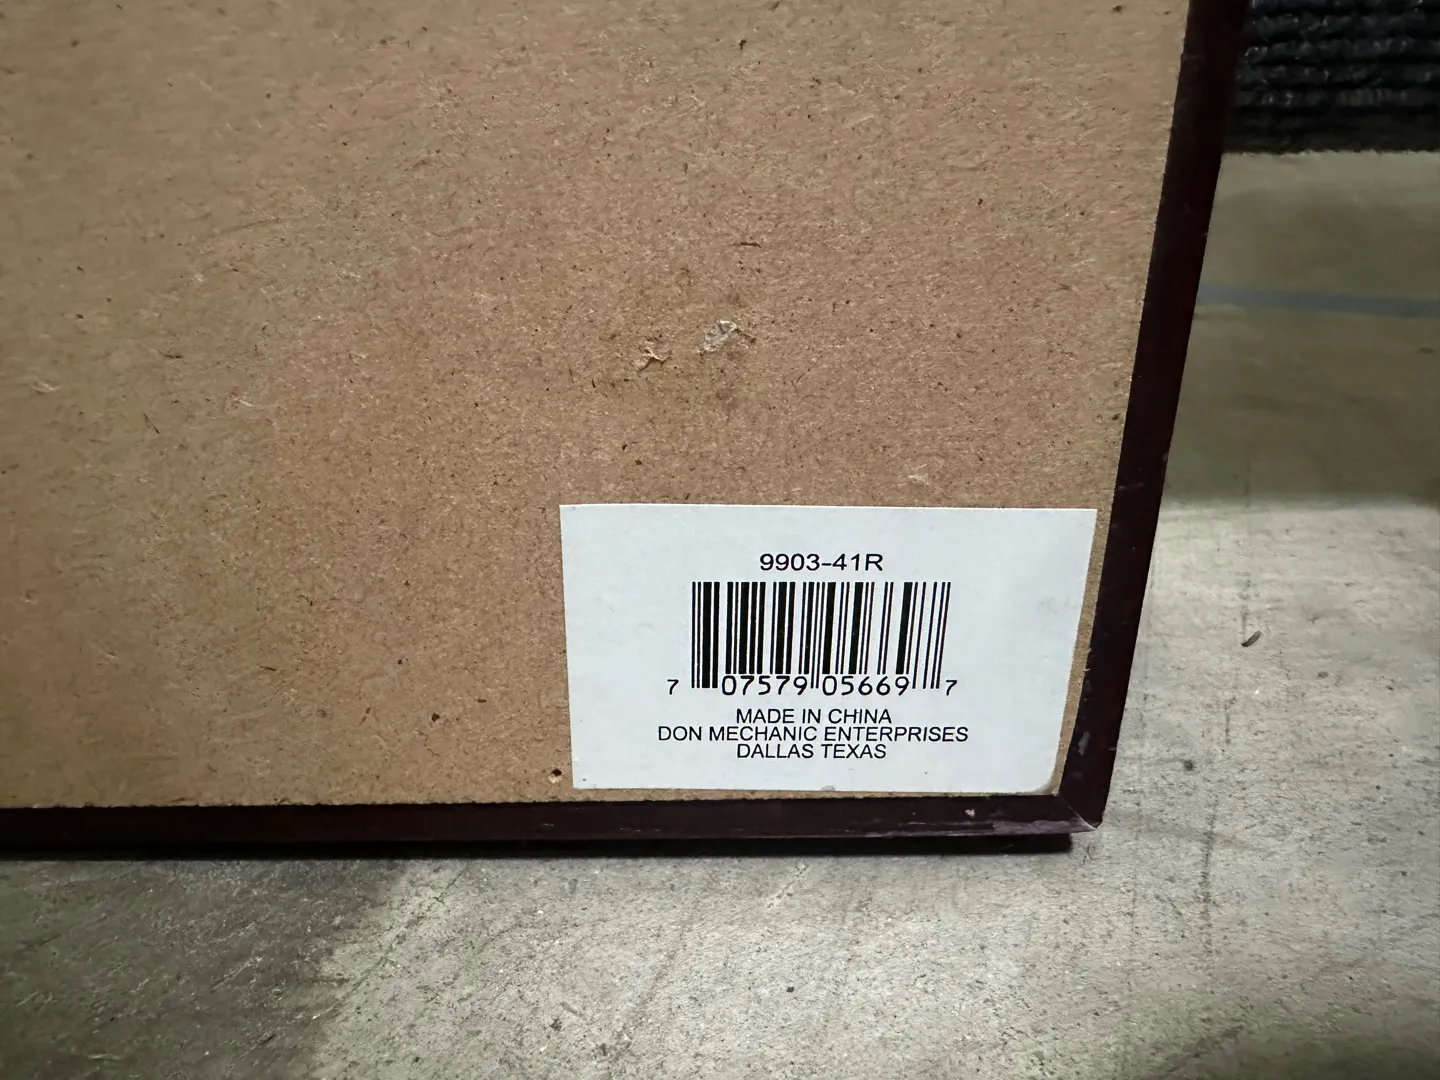 9903-41R
7 07579 05669 7
MADE IN CHINA
DON MECHANIC ENTERPRISES
DALLAS TEXAS